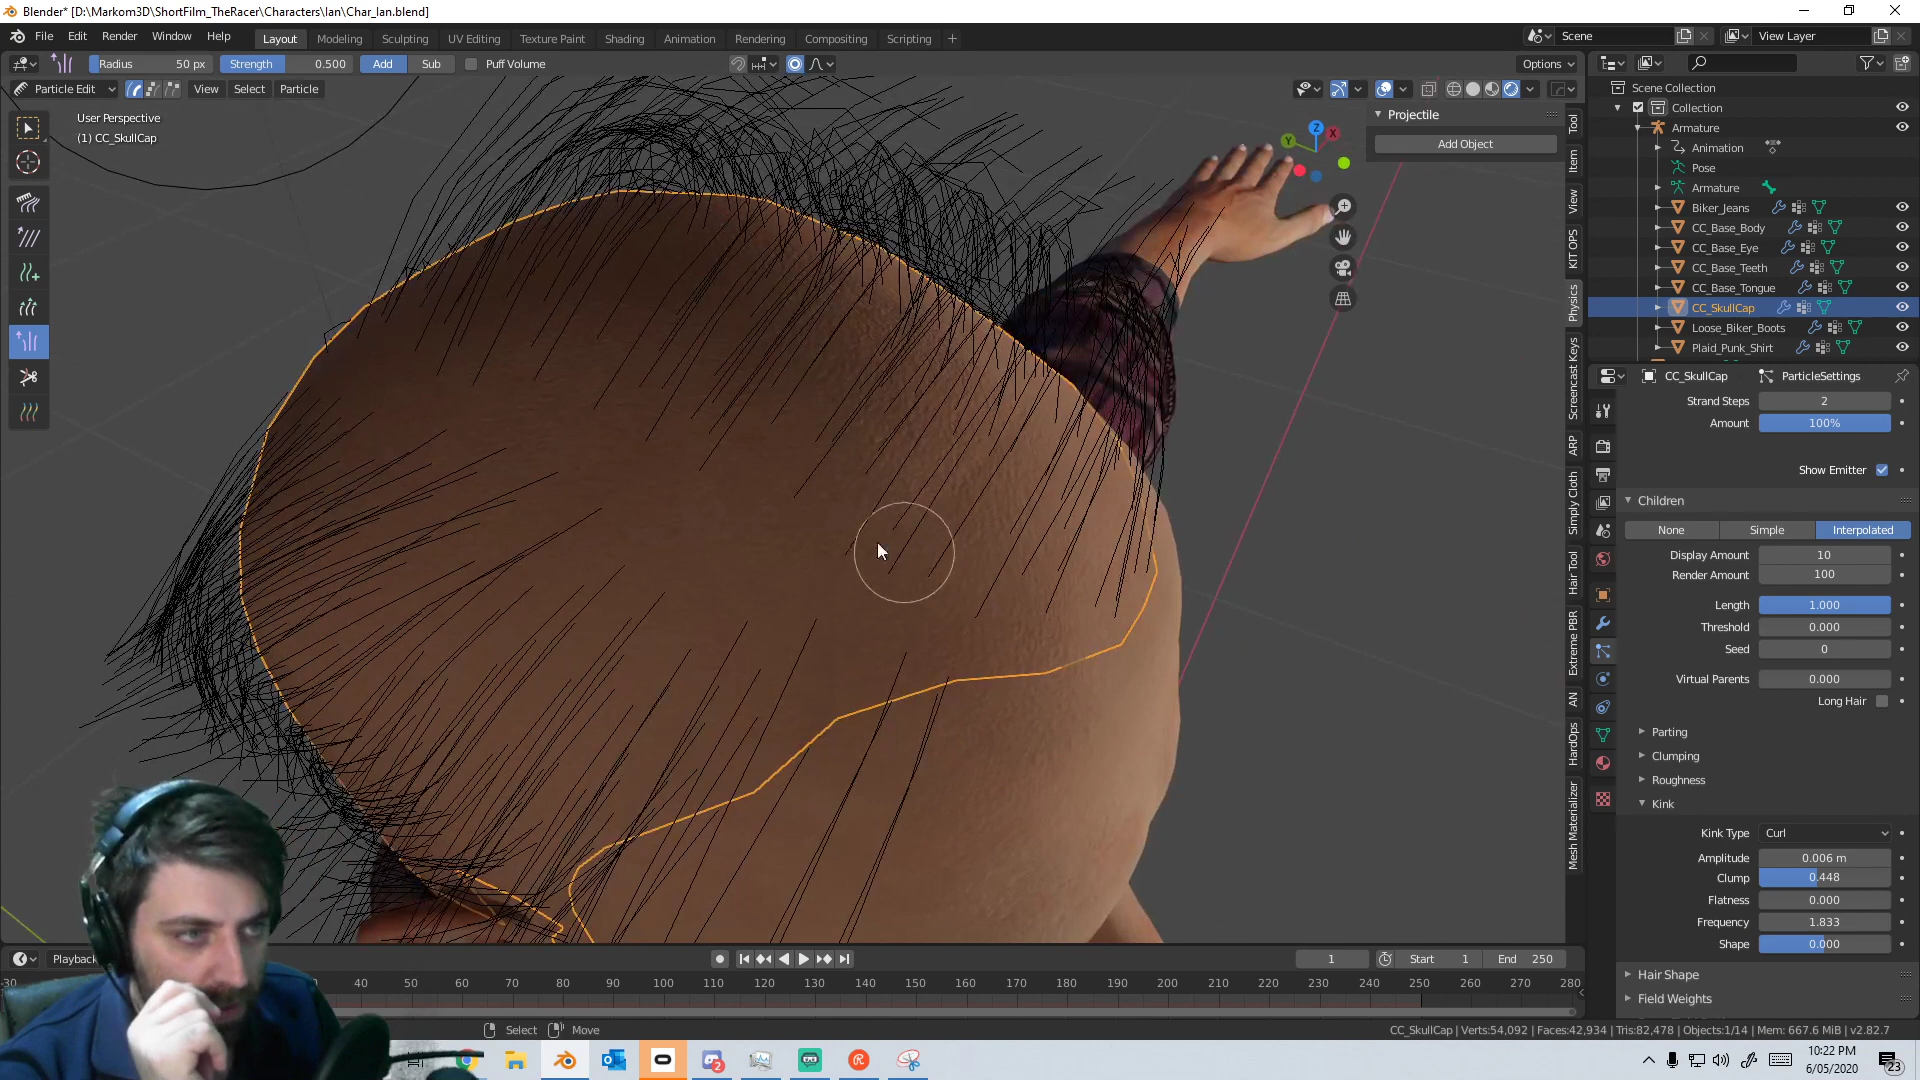 Blender* [D:\Markom3D\ShortFilm_TheRacer\Characters\Ian\Char_Ian.blend]
File Edit Render Window Help
Layout Modeling Sculpting UV Editing Texture Paint Shading Animation Rendering Compositing Scripting +
Scene View Layer
Radius 50 px Strength 0.500 Add Sub Puff Volume Options
Particle Edit View Select Particle
User Perspective
(1) CC_SkullCap
Projectile
Add Object
Z X Y
Tool
Item
View
KIT OPS
Physics
Screencast Keys
ARP
Simply Cloth
Hair Tool
Extreme PBR
AN
HardOps
Mesh Materializer
Scene Collection
Collection
Armature
Animation
Pose
Armature
Biker_Jeans
CC_Base_Body
CC_Base_Eye
CC_Base_Teeth
CC_Base_Tongue
CC_SkullCap
Loose_Biker_Boots
Plaid_Punk_Shirt
CC_SkullCap ParticleSettings
Strand Steps 2
Amount 100%
Show Emitter
Children
None Simple Interpolated
Display Amount 10
Render Amount 100
Length 1.000
Threshold 0.000
Seed 0
Virtual Parents 0.000
Long Hair
Parting
Clumping
Roughness
Kink
Kink Type Curl
Amplitude 0.006 m
Clump 0.448
Flatness 0.000
Frequency 1.833
Shape 0.000
Hair Shape
Field Weights
Playback 1 Start 1 End 250
-30 40 50 60 70 80 90 100 110 120 130 140 150 160 170 180 190 200 210 220 230 240 250 260 270 280
Select Move
CC_SkullCap | Verts:54,092 | Faces:42,934 | Tris:82,478 | Objects:1/14 | Mem: 667.6 MiB | v2.82.7
10:22 PM
6/05/2020
2
23